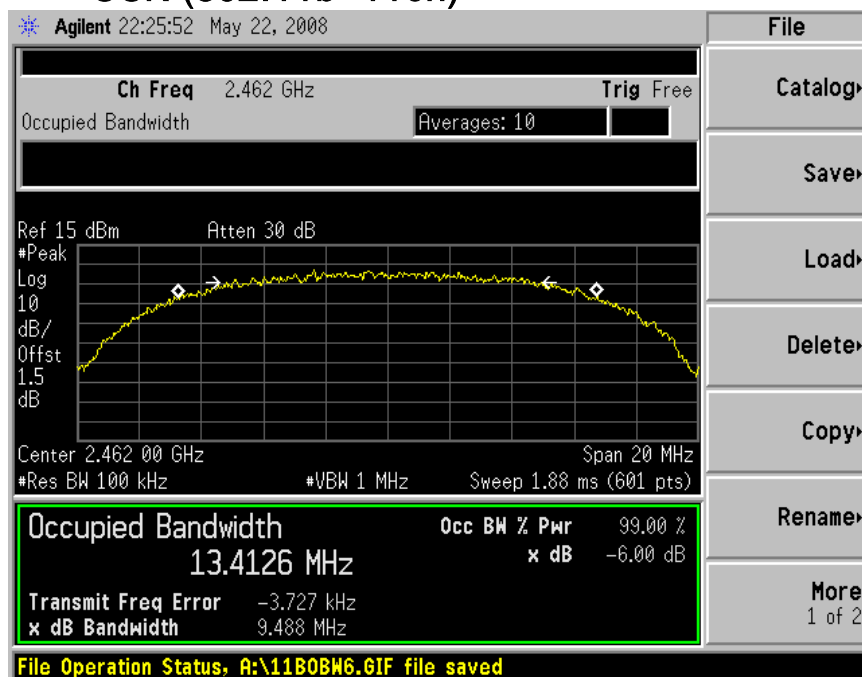 Agilent 22:25:52 May 22, 2008
File
Ch Freq 2.462 GHz
Trig Free
Occupied Bandwidth
Averages: 10
Catalog
Save
Ref 15 dBm
Atten 30 dB
#Peak
Log
10
dB/
Offst
1.5
dB
Load
Delete
Copy
Center 2.462 00 GHz
Span 20 MHz
#Res BW 100 kHz
#VBW 1 MHz
Sweep 1.88 ms (601 pts)
Occupied Bandwidth
13.4126 MHz
Occ BW % Pwr 99.00 %
x dB -6.00 dB
Transmit Freq Error -3.727 kHz
x dB Bandwidth 9.488 MHz
Rename
More
1 of 2
File Operation Status, A:\11BOBW6.GIF file saved